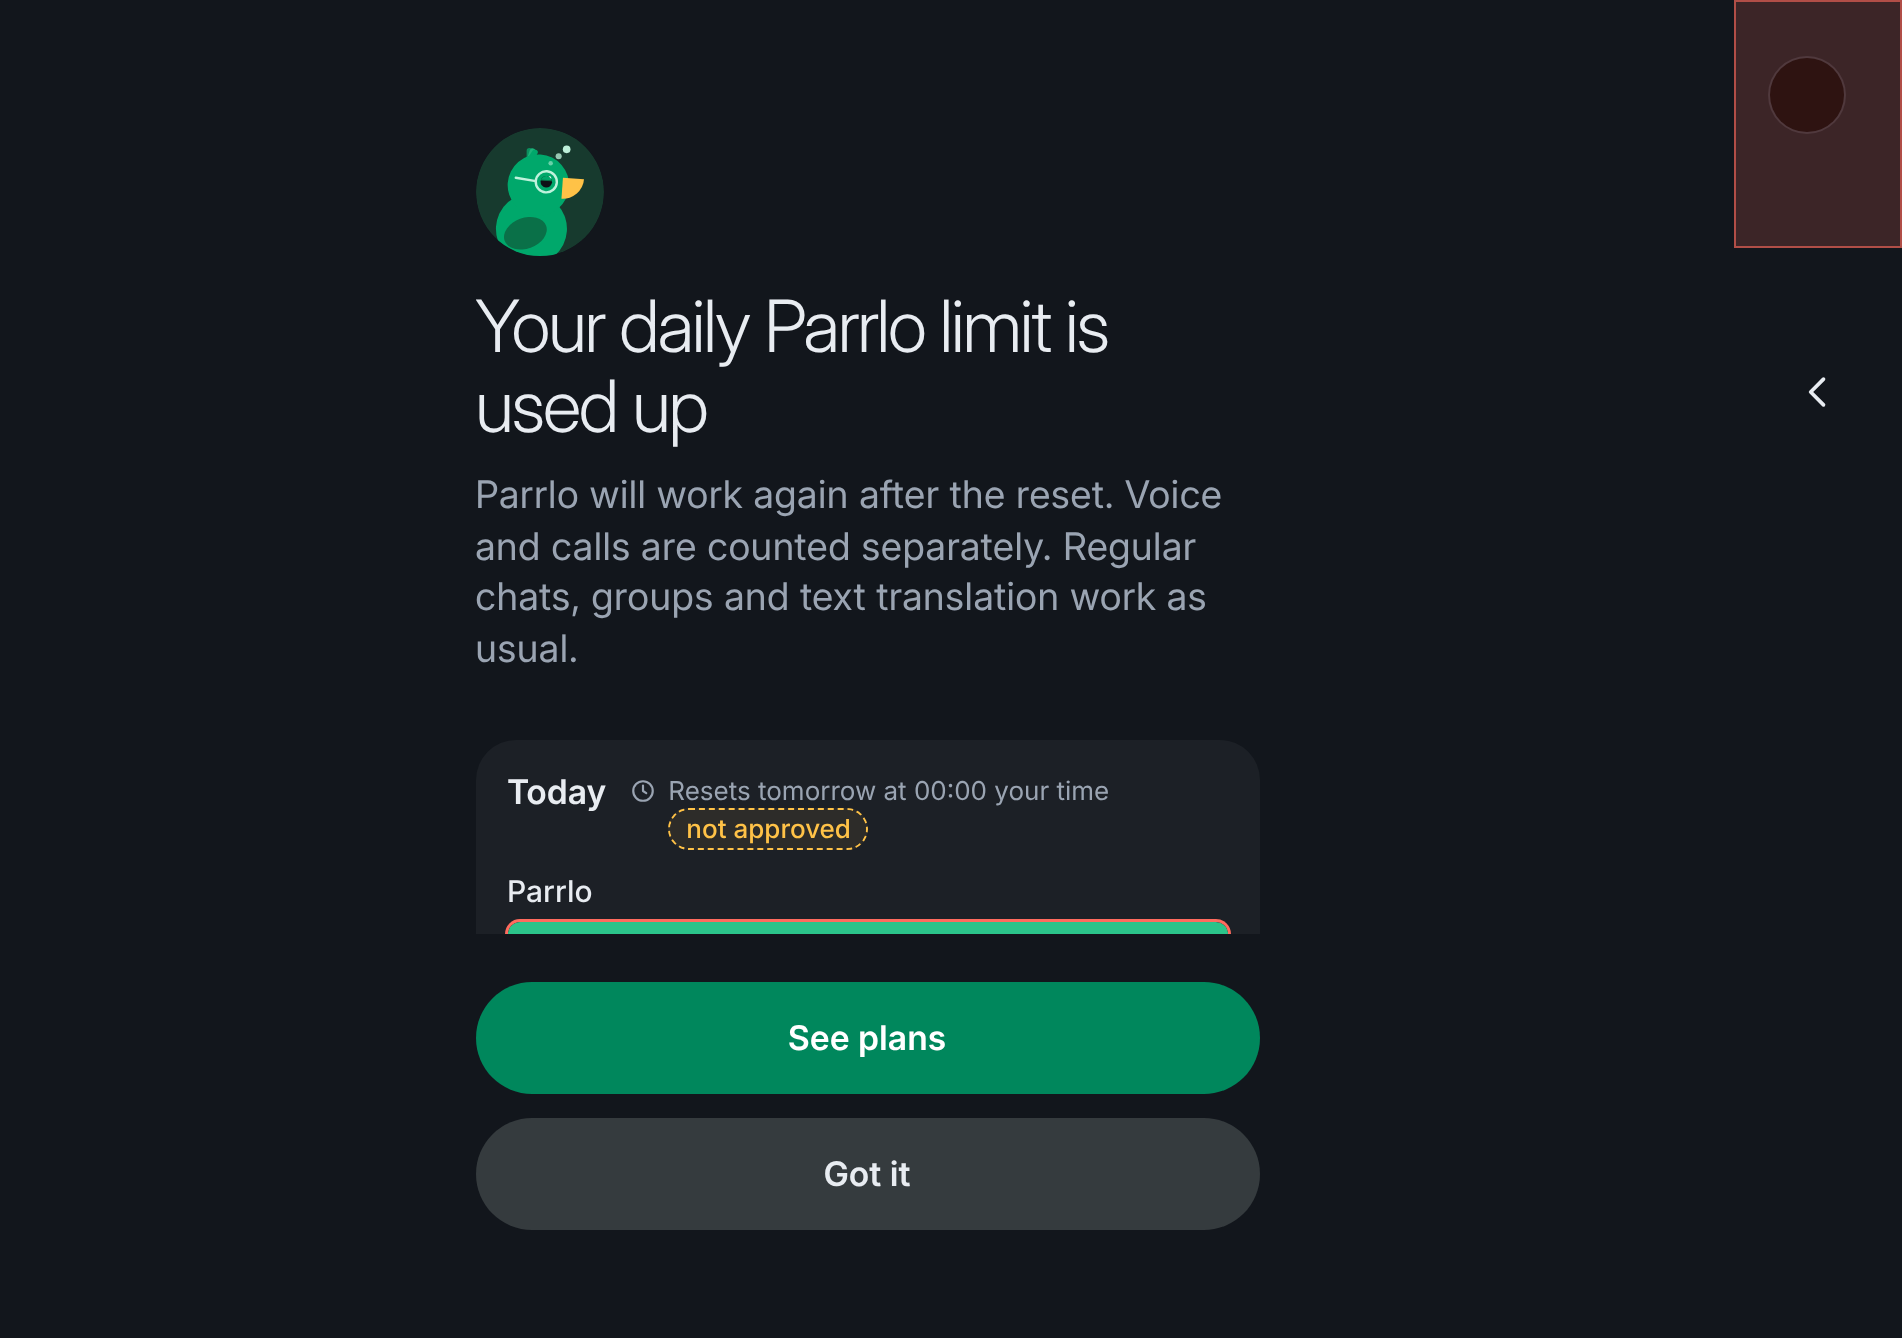 Your daily Parrlo limit is
used up
Parrlo will work again after the reset. Voice
and calls are counted separately. Regular
chats, groups and text translation work as
usual.
Today
Resets tomorrow at 00:00 your time
not approved
Parrlo
See plans
Got it